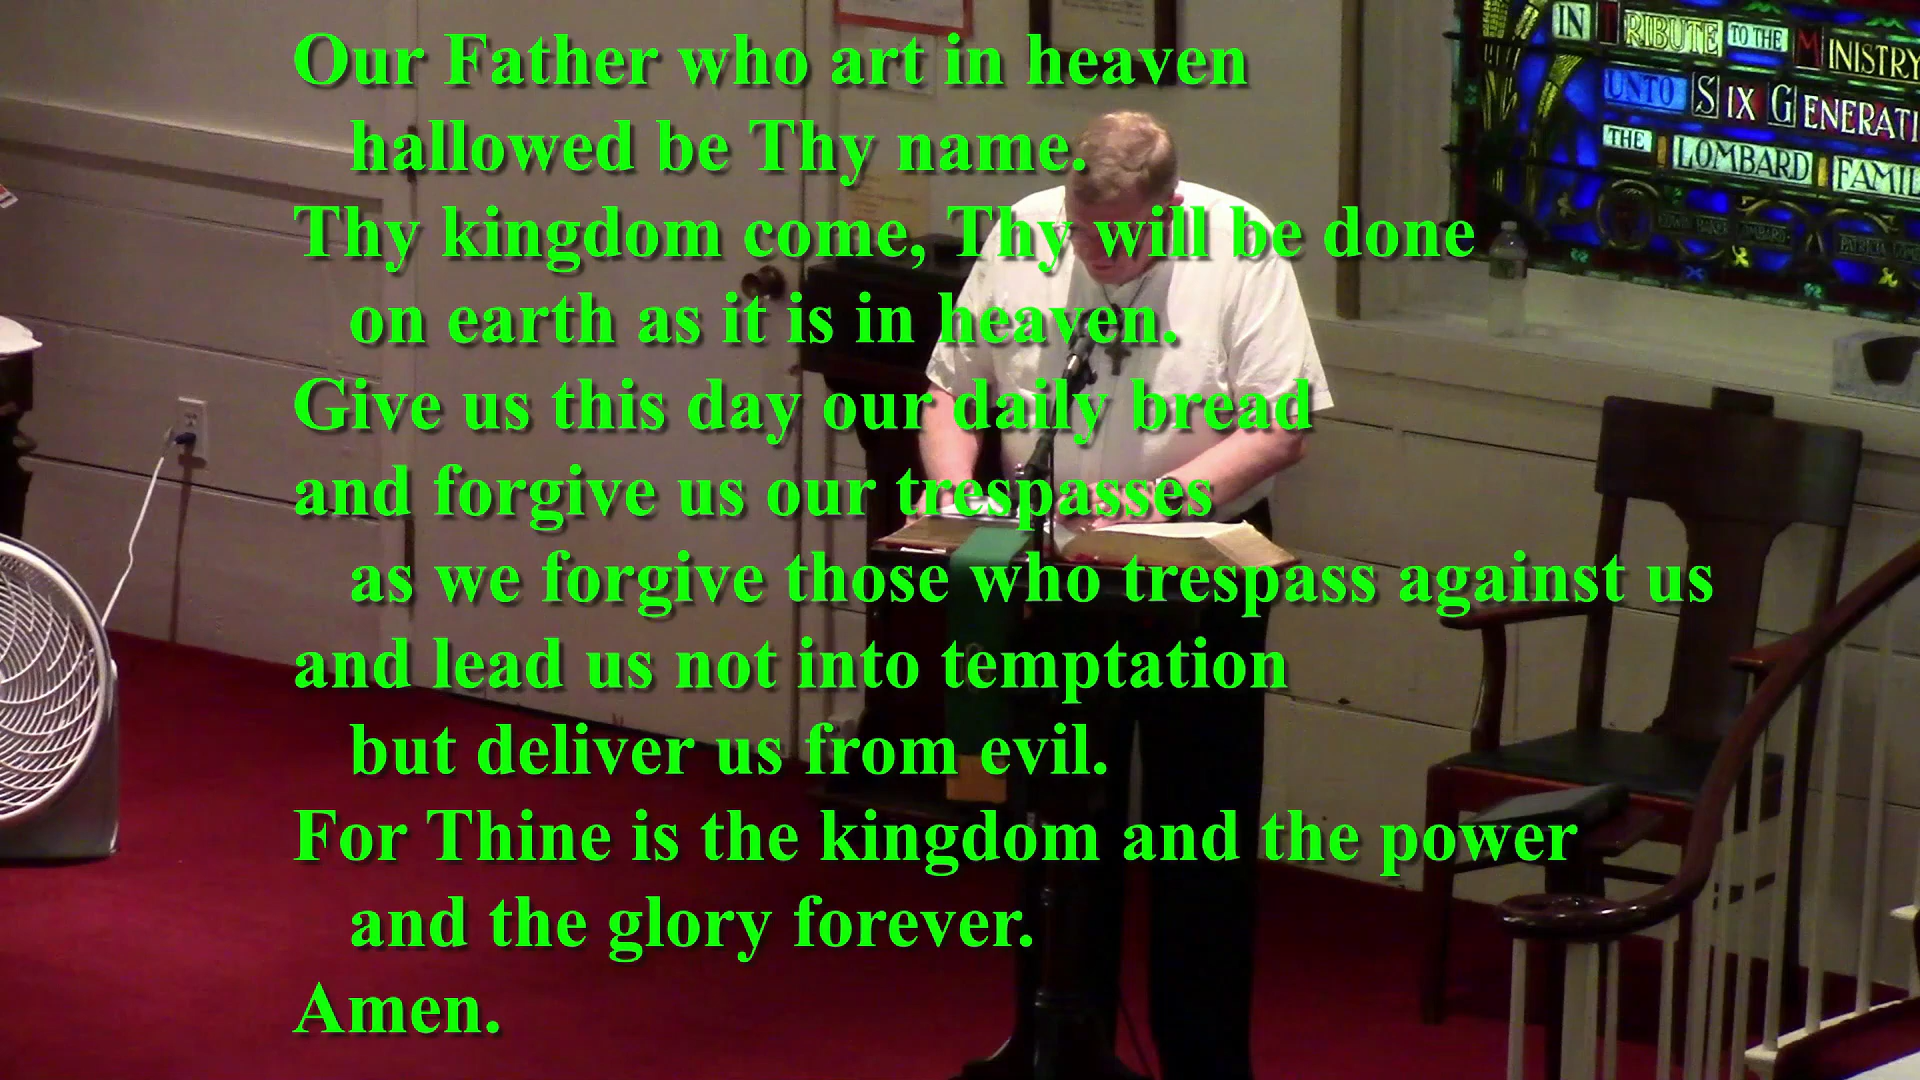 Our Father who art in heaven
hallowed be Thy name.
Thy kingdom come, Thy will be done
on earth as it is in heaven.
Give us this day our daily bread
and forgive us our trespasses
as we forgive those who trespass against us
and lead us not into temptation
but deliver us from evil.
For Thine is the kingdom and the power
and the glory forever.
Amen.
IN TRIBUTE TO THE MINISTRY
UNTO SIX GENERATI
THE LOMBARD FAMIL